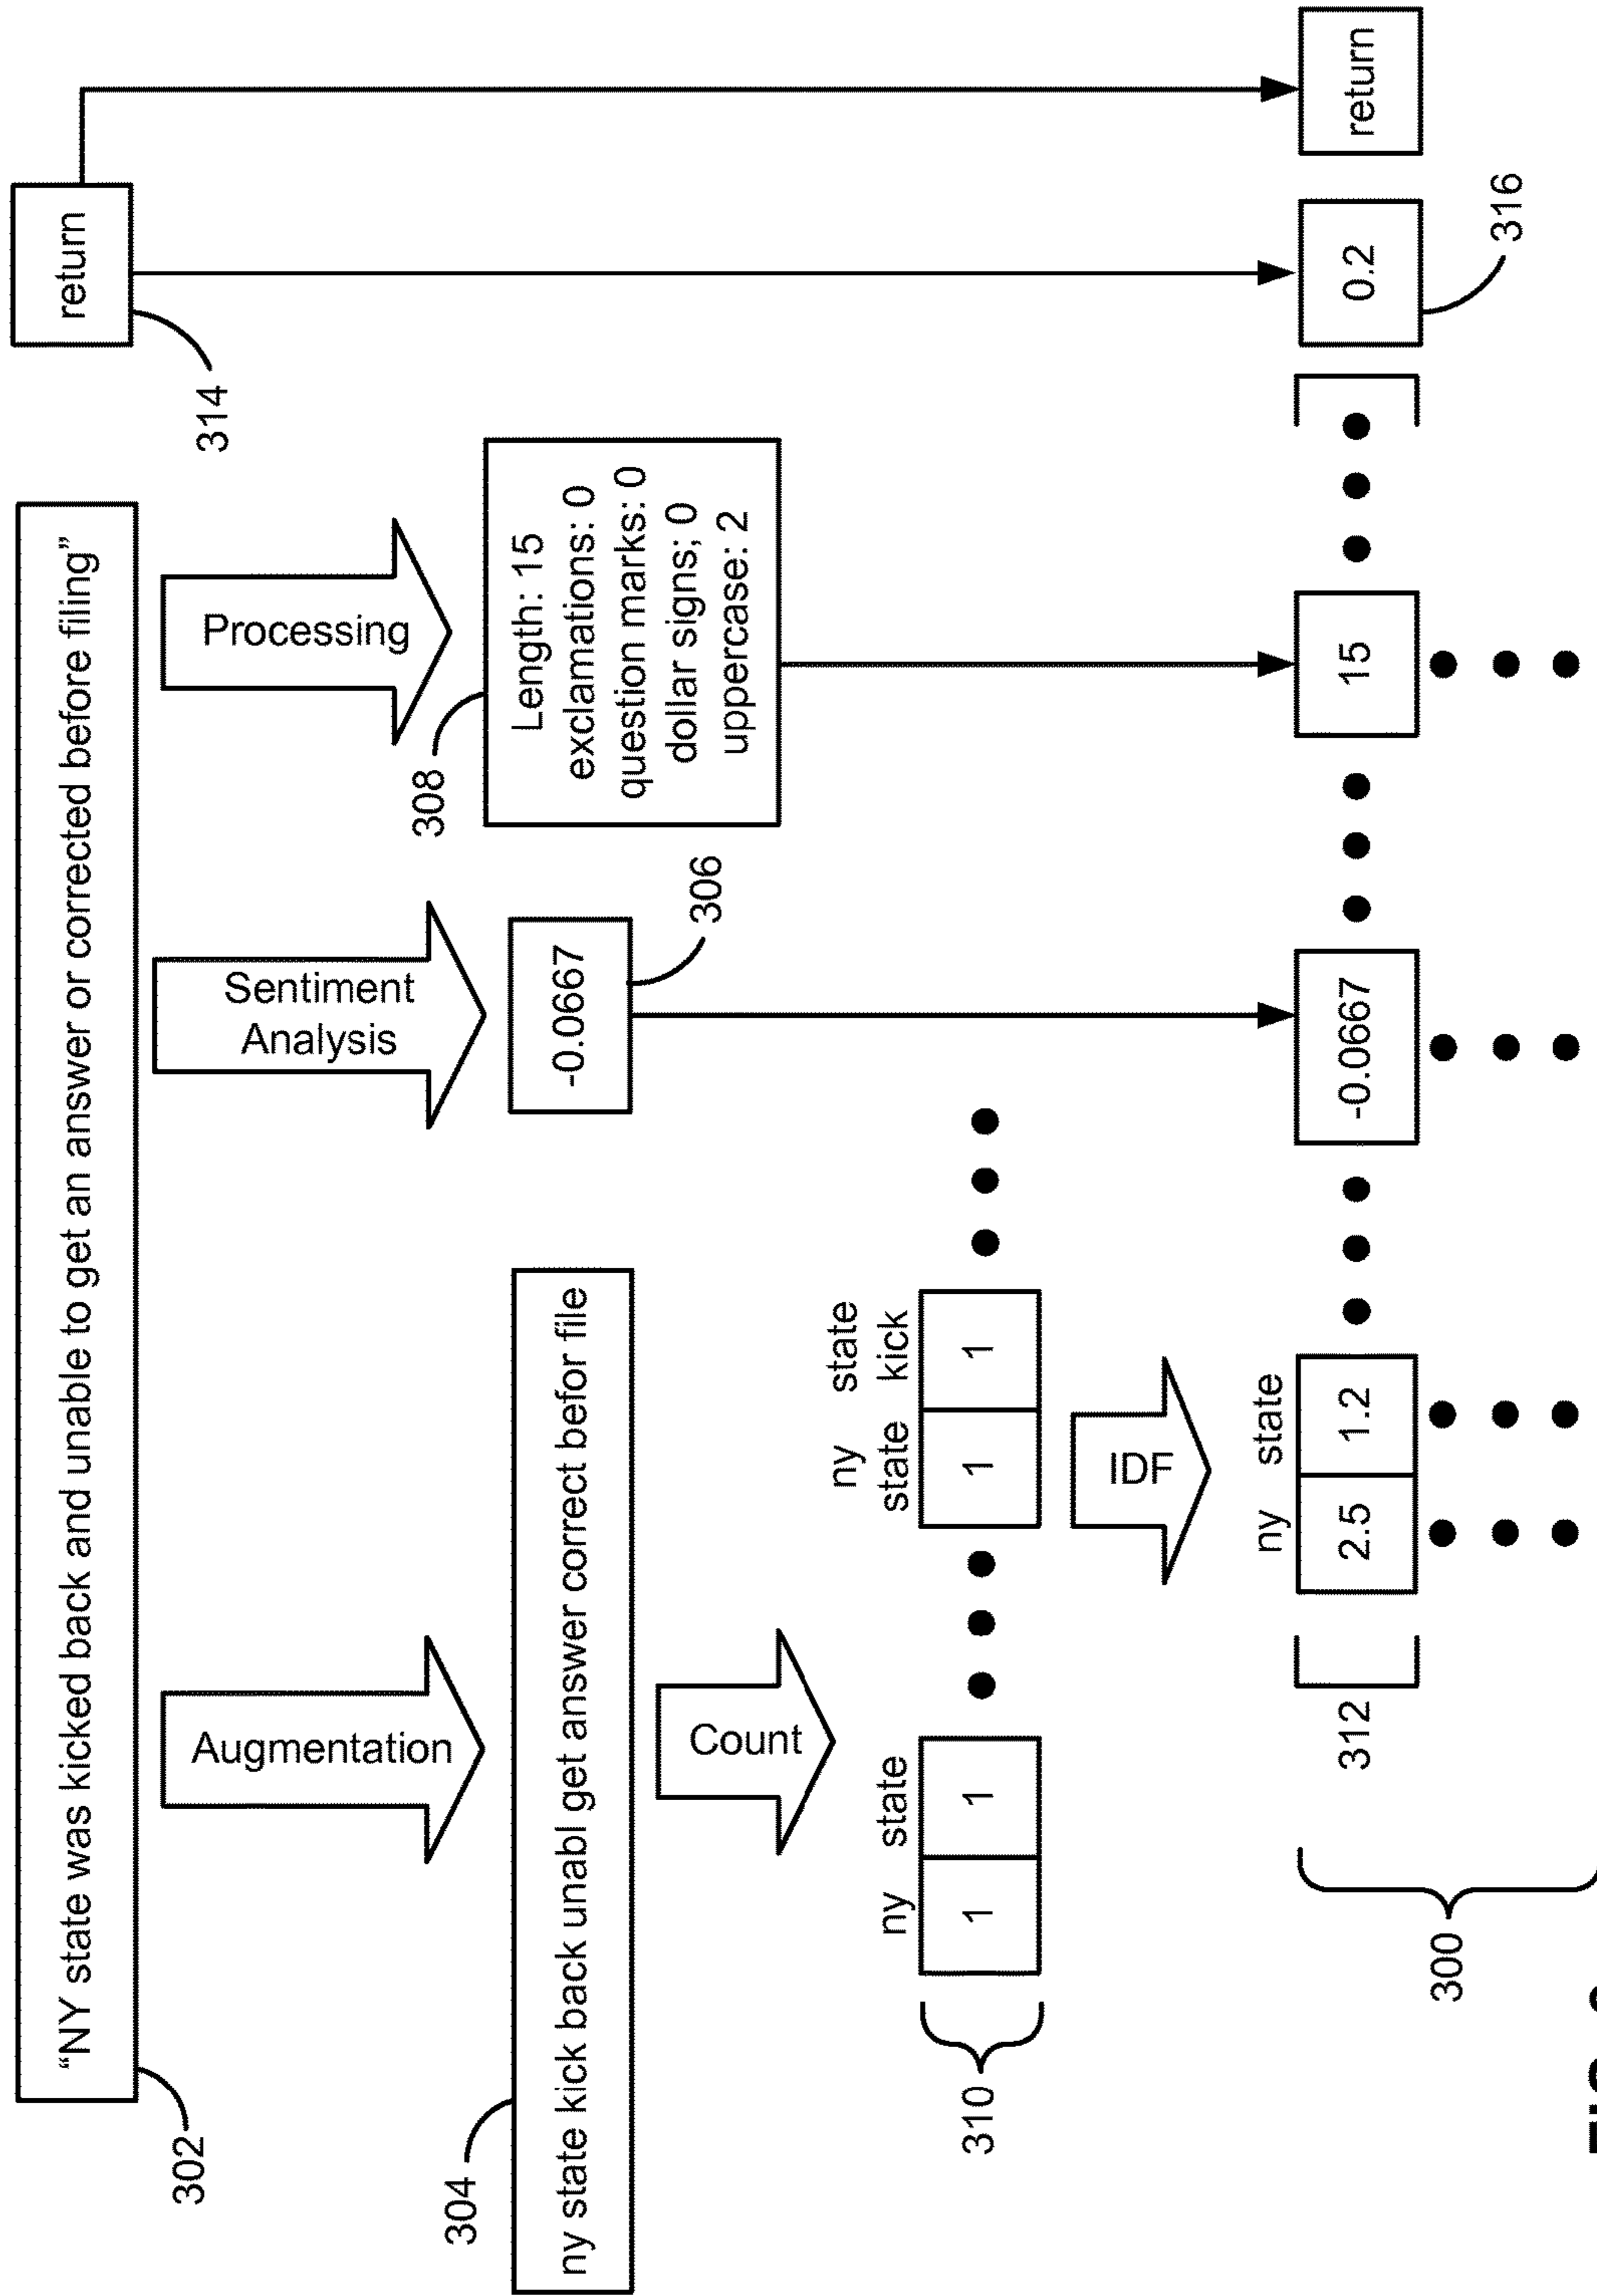 “NY state was kicked back and unable to get an answer or corrected before filing”
302
return
314
Augmentation
Sentiment
Analysis
Processing
304
ny state kick back unabl get answer correct befor file
-0.0667
306
308
Length: 15
exclamations: 0
question marks: 0
dollar signs; 0
uppercase: 2
Count
310
ny
state
ny
state
state
kick
1
1
1
1
IDF
ny
state
312
2.5
1.2
-0.0667
15
0.2
return
316
300